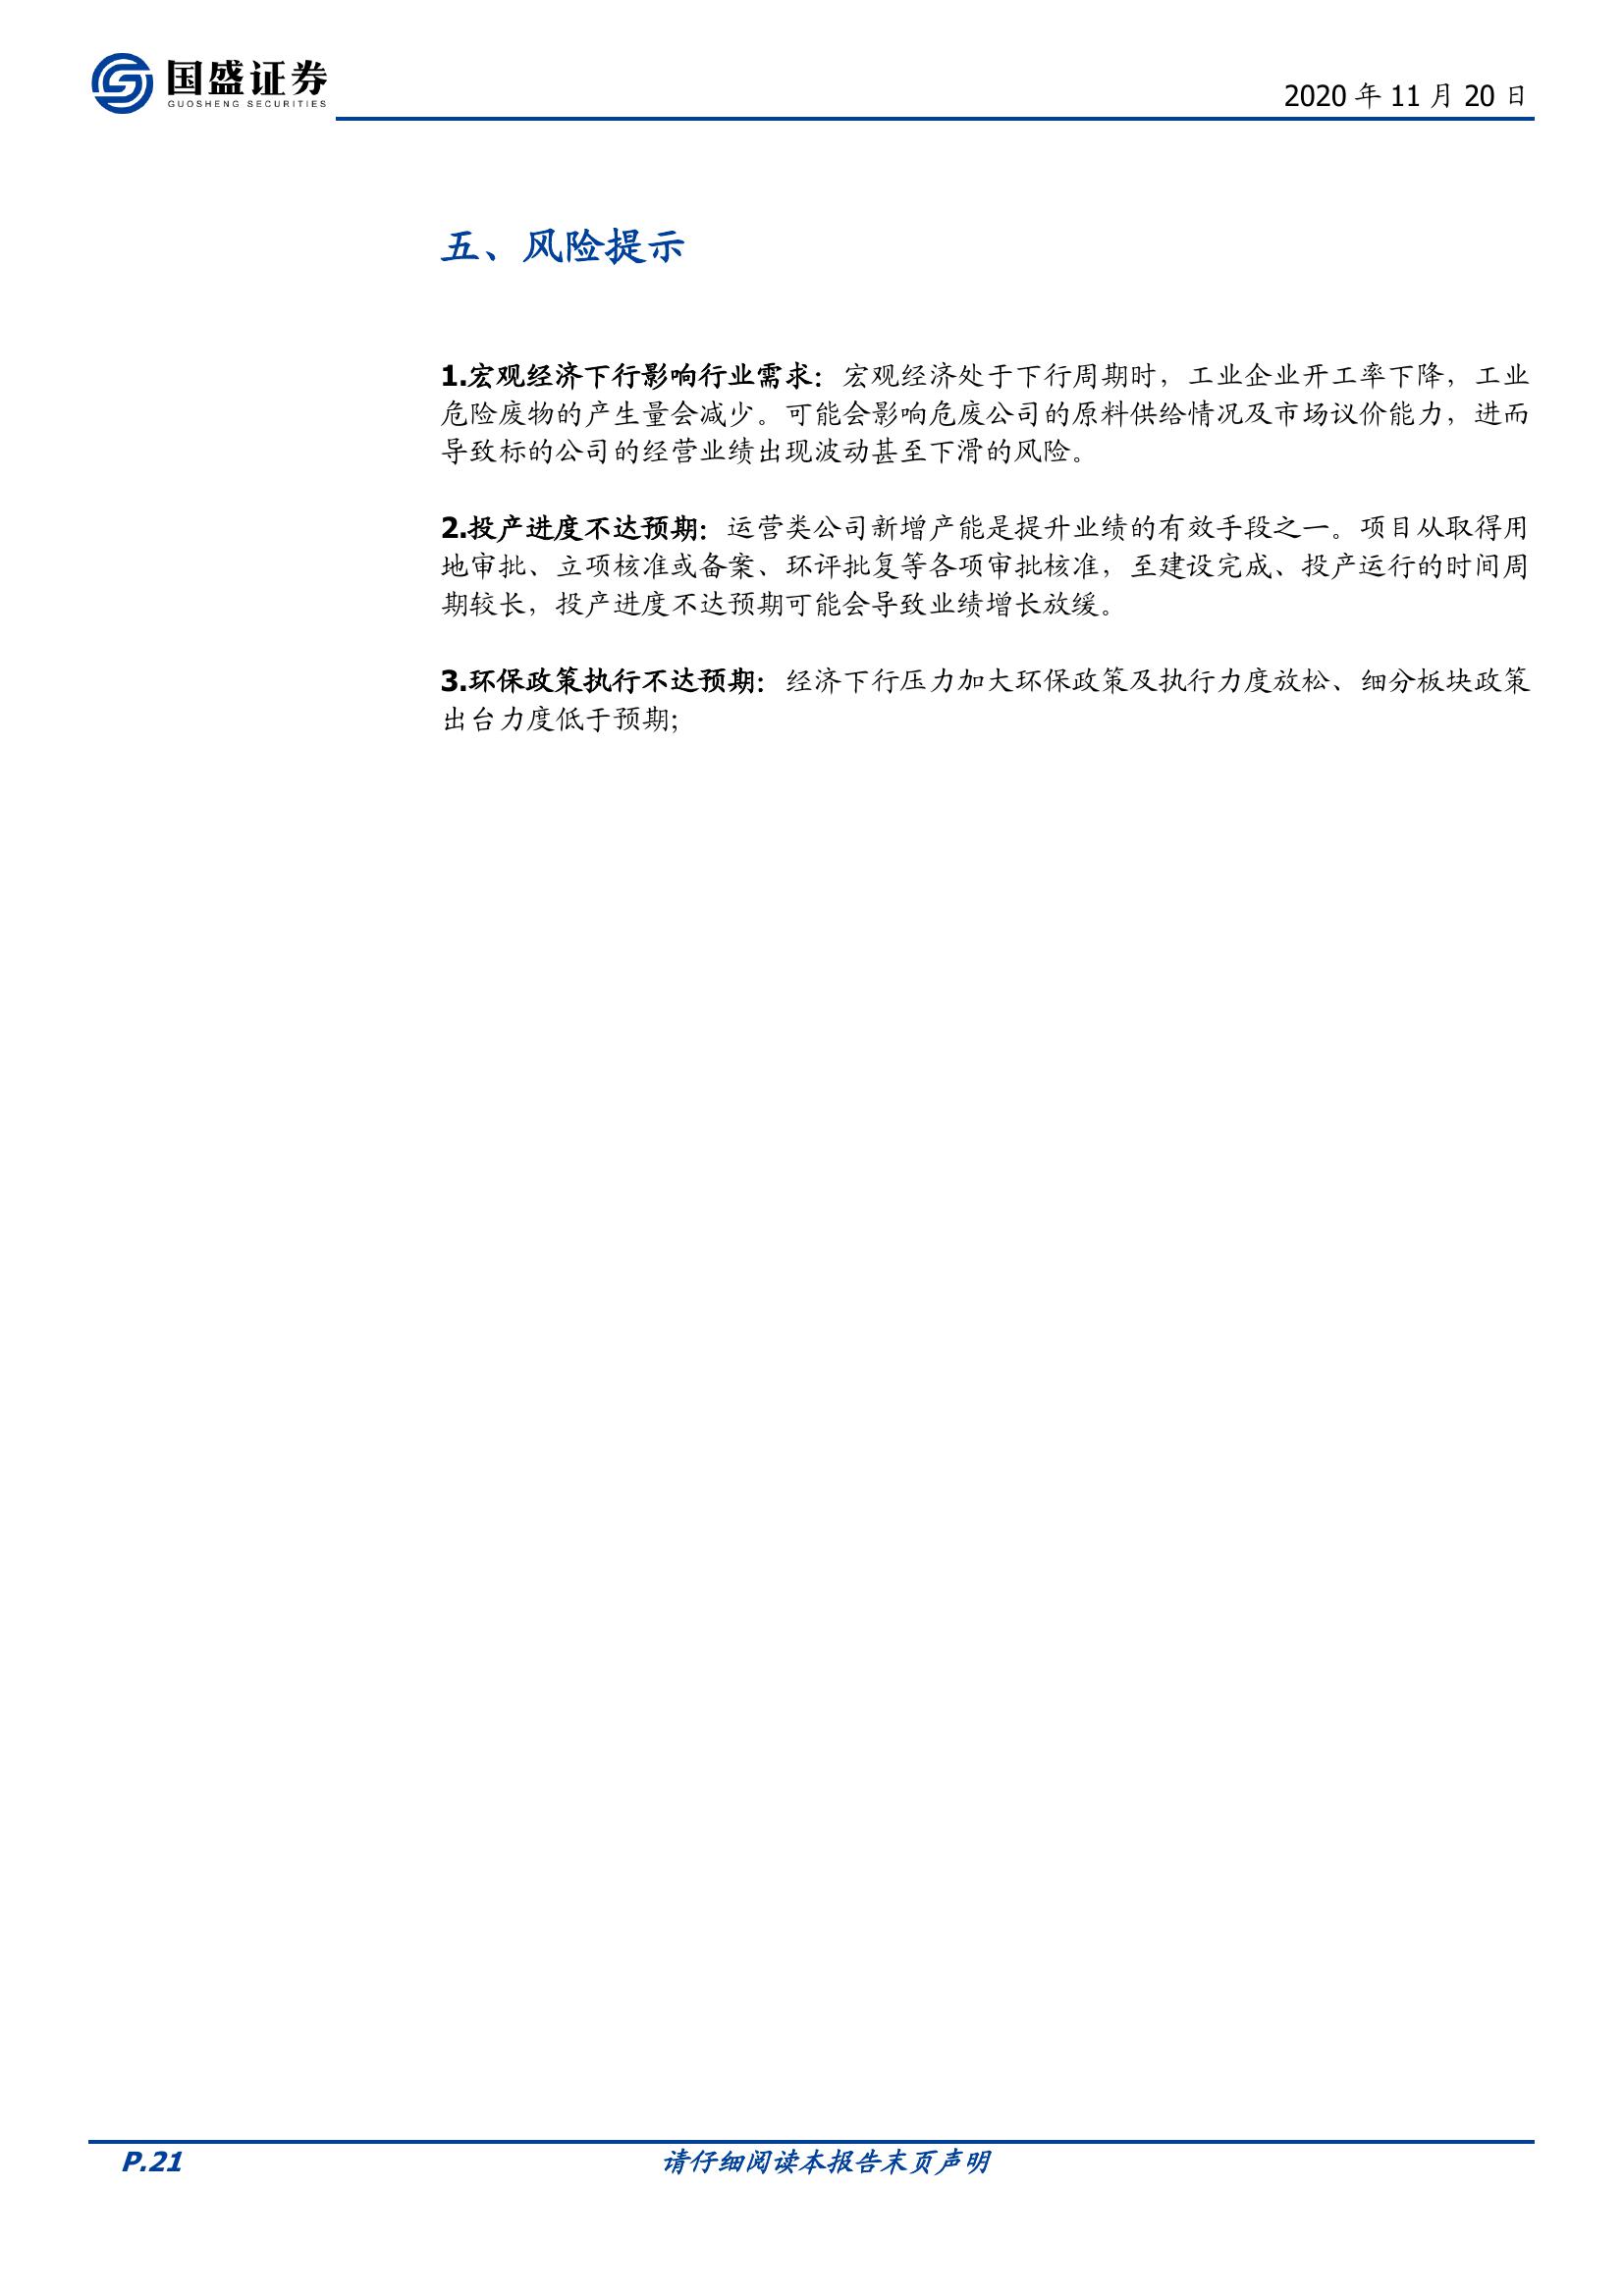 国盛证券
GUOSHENG SECURITIES
2020 年 11 月 20 日
五、风险提示
1.宏观经济下行影响行业需求：宏观经济处于下行周期时，工业企业开工率下降，工业
危险废物的产生量会减少。可能会影响危废公司的原料供给情况及市场议价能力，进而
导致标的公司的经营业绩出现波动甚至下滑的风险。
2.投产进度不达预期：运营类公司新增产能是提升业绩的有效手段之一。项目从取得用
地审批、立项核准或备案、环评批复等各项审批核准，至建设完成、投产运行的时间周
期较长，投产进度不达预期可能会导致业绩增长放缓。
3.环保政策执行不达预期：经济下行压力加大环保政策及执行力度放松、细分板块政策
出台力度低于预期;
P.21
请仔细阅读本报告末页声明